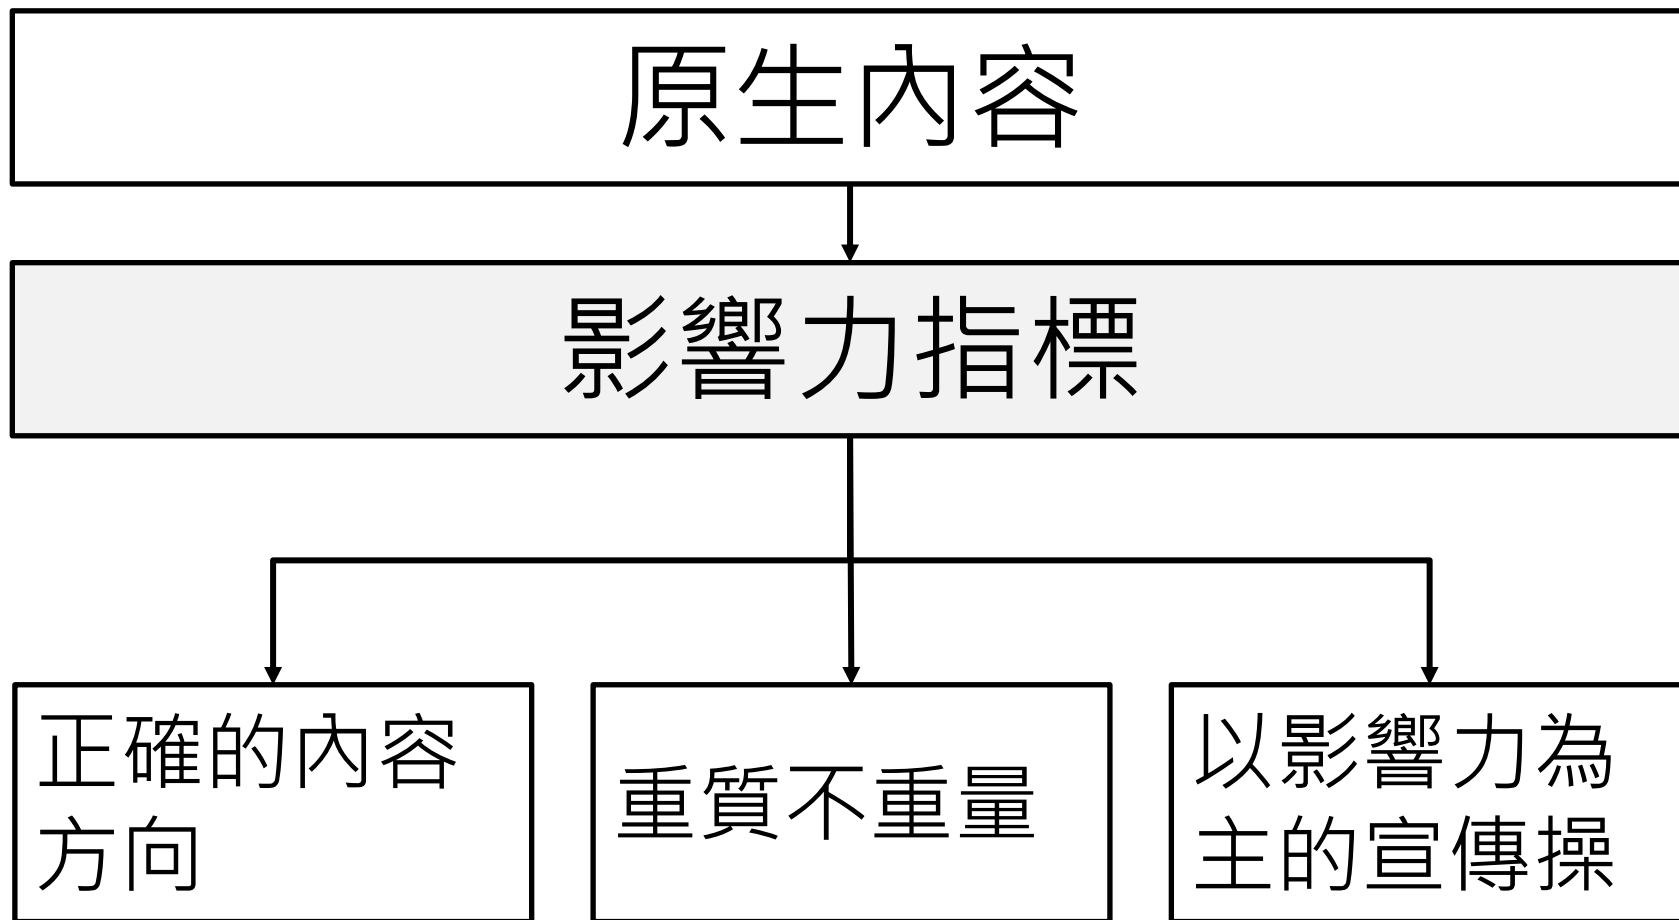 原生內容
影響力指標
正確的內容
方向
重質不重量
以影響力為
主的宣傳操